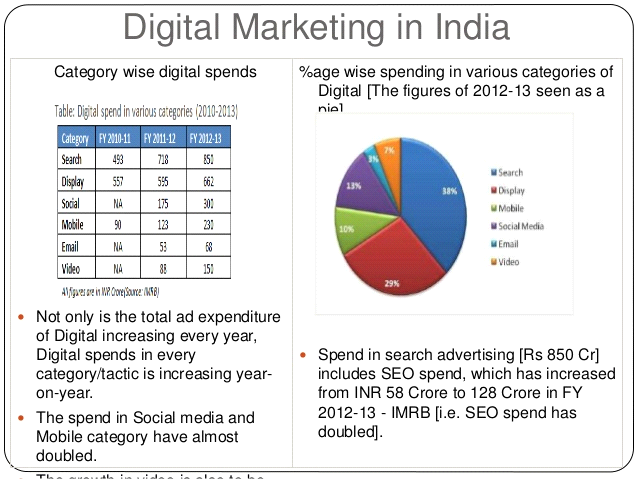 Digital Marketing in India
Category wise digital spends
Table: Digital spend in various categories (2010-2013)
Category FY 2010-11 FY 2011-12 FY 2012-13
Search 493 718 850
Display 557 595 662
Social NA 175 300
Mobile 90 123 230
Email NA 53 68
Video NA 88 150
All figures are in INR Crore(Source: IMRB)
• Not only is the total ad expenditure
of Digital increasing every year,
Digital spends in every
category/tactic is increasing year-
on-year.
• The spend in Social media and
Mobile category have almost
doubled.
• The growth in video is also to be
%age wise spending in various categories of
Digital [The figures of 2012-13 seen as a
pie]
38%
29%
10%
13%
3%
7%
Search
Display
Mobile
Social Media
Email
Video
• Spend in search advertising [Rs 850 Cr]
includes SEO spend, which has increased
from INR 58 Crore to 128 Crore in FY
2012-13 - IMRB [i.e. SEO spend has
doubled].